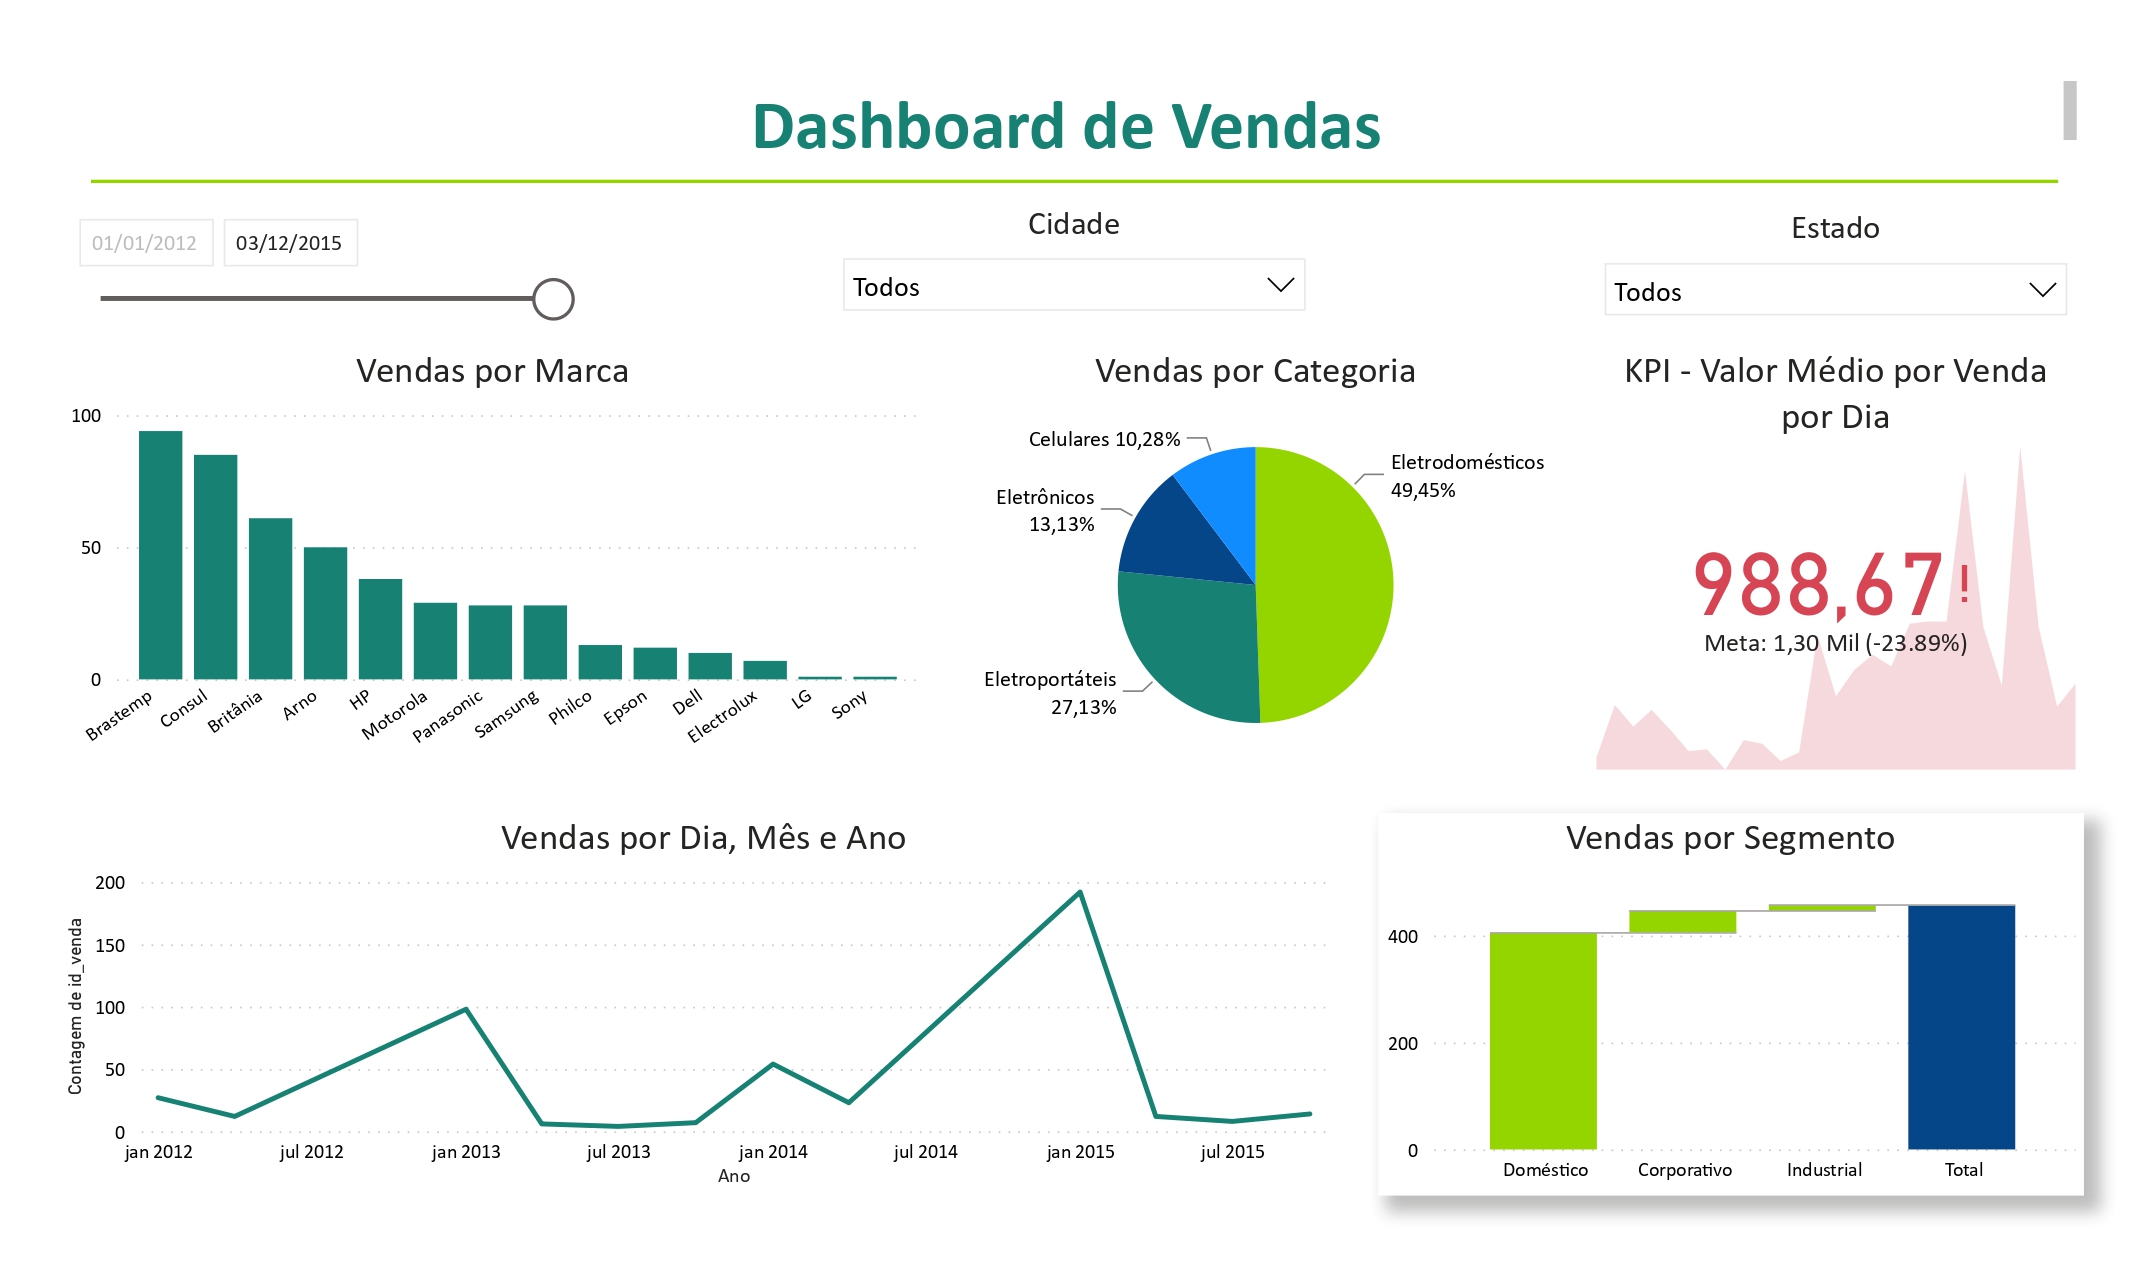 Dashboard de Vendas
01/01/2012
03/12/2015
Cidade
Todos
Estado
Todos
Vendas por Marca
100
50
0
Brastemp
Consul
Britânia
Arno
HP
Motorola
Panasonic
Samsung
Philco
Epson
Dell
Electrolux
LG
Sony
Vendas por Categoria
Celulares 10,28%
Eletrodomésticos
49,45%
Eletrônicos
13,13%
Eletroportáteis
27,13%
KPI - Valor Médio por Venda
por Dia
988,67!
Meta: 1,30 Mil (-23.89%)
Vendas por Dia, Mês e Ano
Contagem de id_venda
200
150
100
50
0
jan 2012
jul 2012
jan 2013
jul 2013
jan 2014
jul 2014
jan 2015
jul 2015
Ano
Vendas por Segmento
400
200
0
Doméstico
Corporativo
Industrial
Total